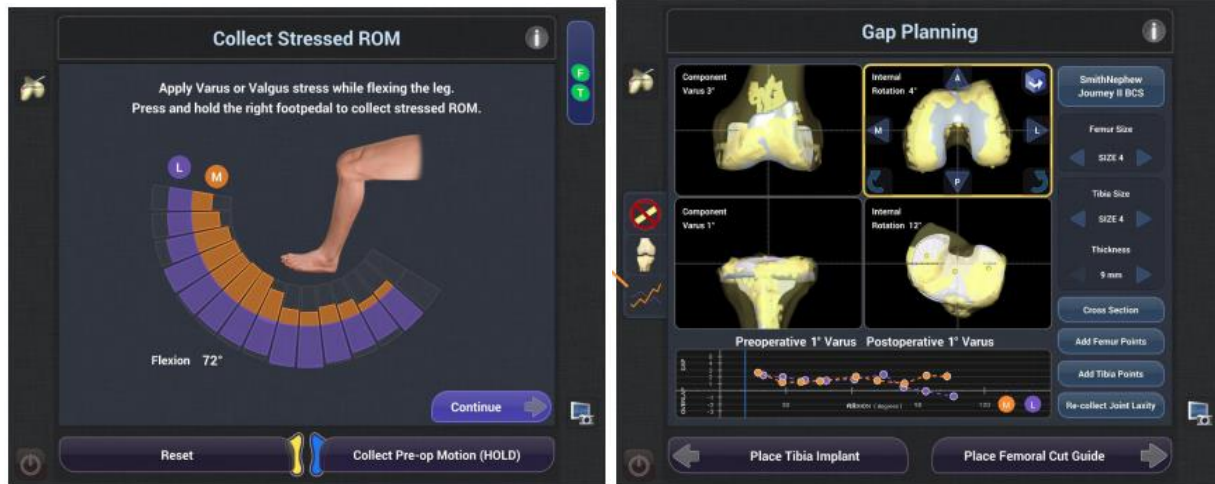 Collect Stressed ROM
i
Apply Varus or Valgus stress while flexing the leg.
Press and hold the right footpedal to collect stressed ROM.
F
T
L
M
Flexion 72°
Continue
Reset
Collect Pre-op Motion (HOLD)
Gap Planning
i
Component
Varus 3°
Internal
Rotation 4°
A
M
L
P
Component
Varus 1°
Internal
Rotation 12°
SmithNephew
Journey II BCS
Femur Size
SIZE 4
Tibia Size
SIZE 4
Thickness
9 mm
Cross Section
Add Femur Points
Add Tibia Points
Re-collect Joint Laxity
Preoperative 1° Varus Postoperative 1° Varus
GAP
OVERLAP
120
M
L
Place Tibia Implant
Place Femoral Cut Guide